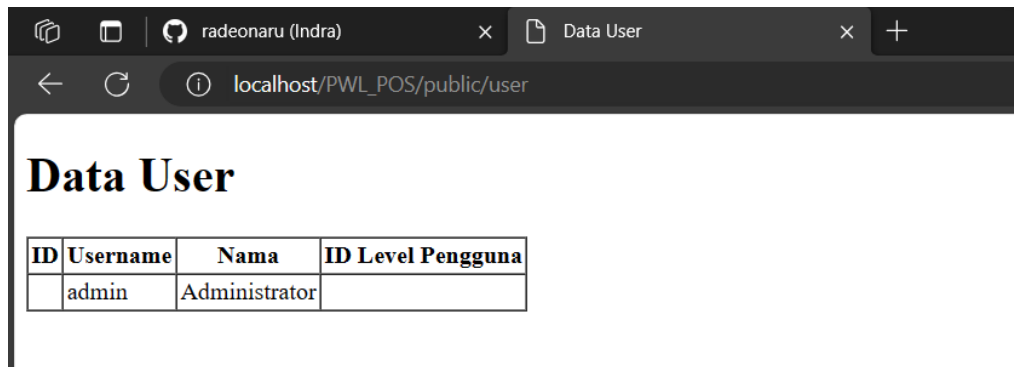 radeonaru (Indra)
Data User
localhost/PWL_POS/public/user
Data User
ID Username Nama ID Level Pengguna
admin Administrator